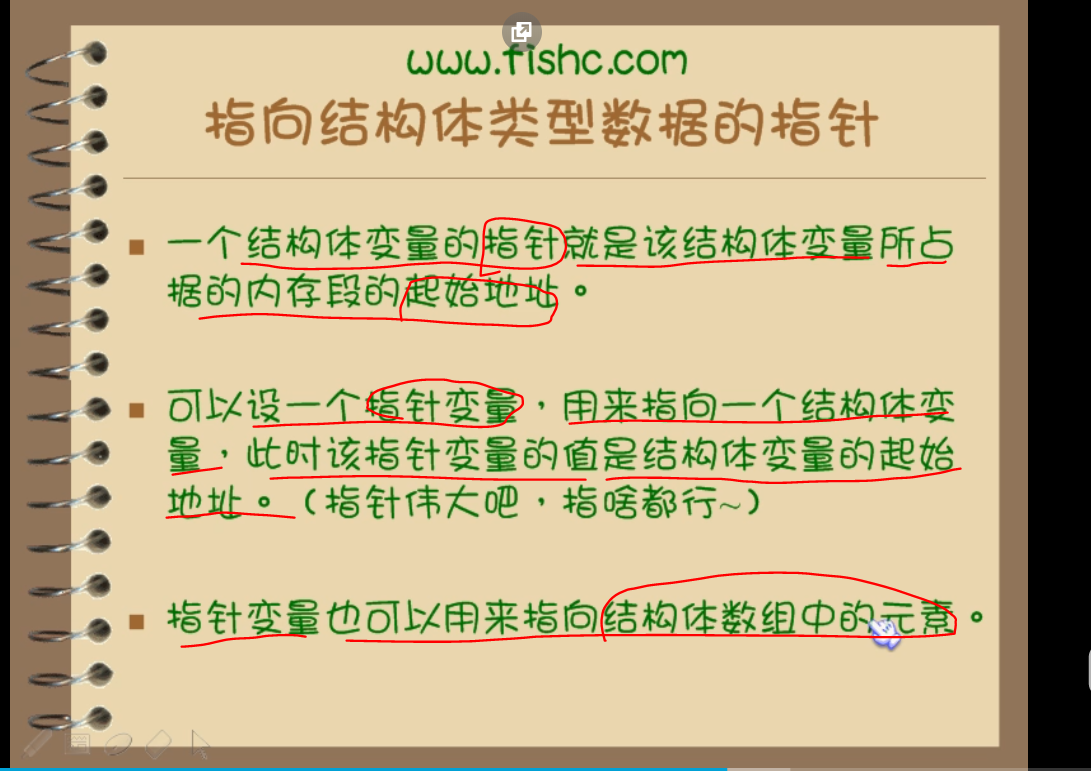 www.fishc.com
指向结构体类型数据的指针
一个结构体变量的指针就是该结构体变量所占
据的内存段的起始地址。
可以设一个指针变量，用来指向一个结构体变
量，此时该指针变量的值是结构体变量的起始
地址。（指针伟大吧，指啥都行~）
指针变量也可以用来指向结构体数组中的元素。